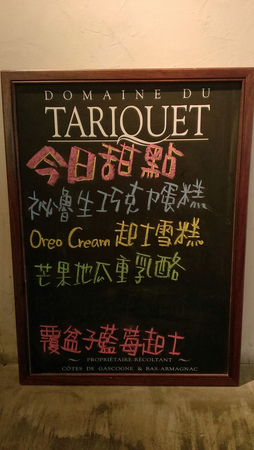 DOMAINE DU
TARIQUET
今日甜點
祕魯生巧克力蛋糕
Oreo Cream 起士雪糕
芒果地瓜重乳酪
覆盆子藍莓起士
~ PROPRIÉTAIRE-RÉCOLTANT ~
CÔTES DE GASCOGNE & BAS-ARMAGNAC